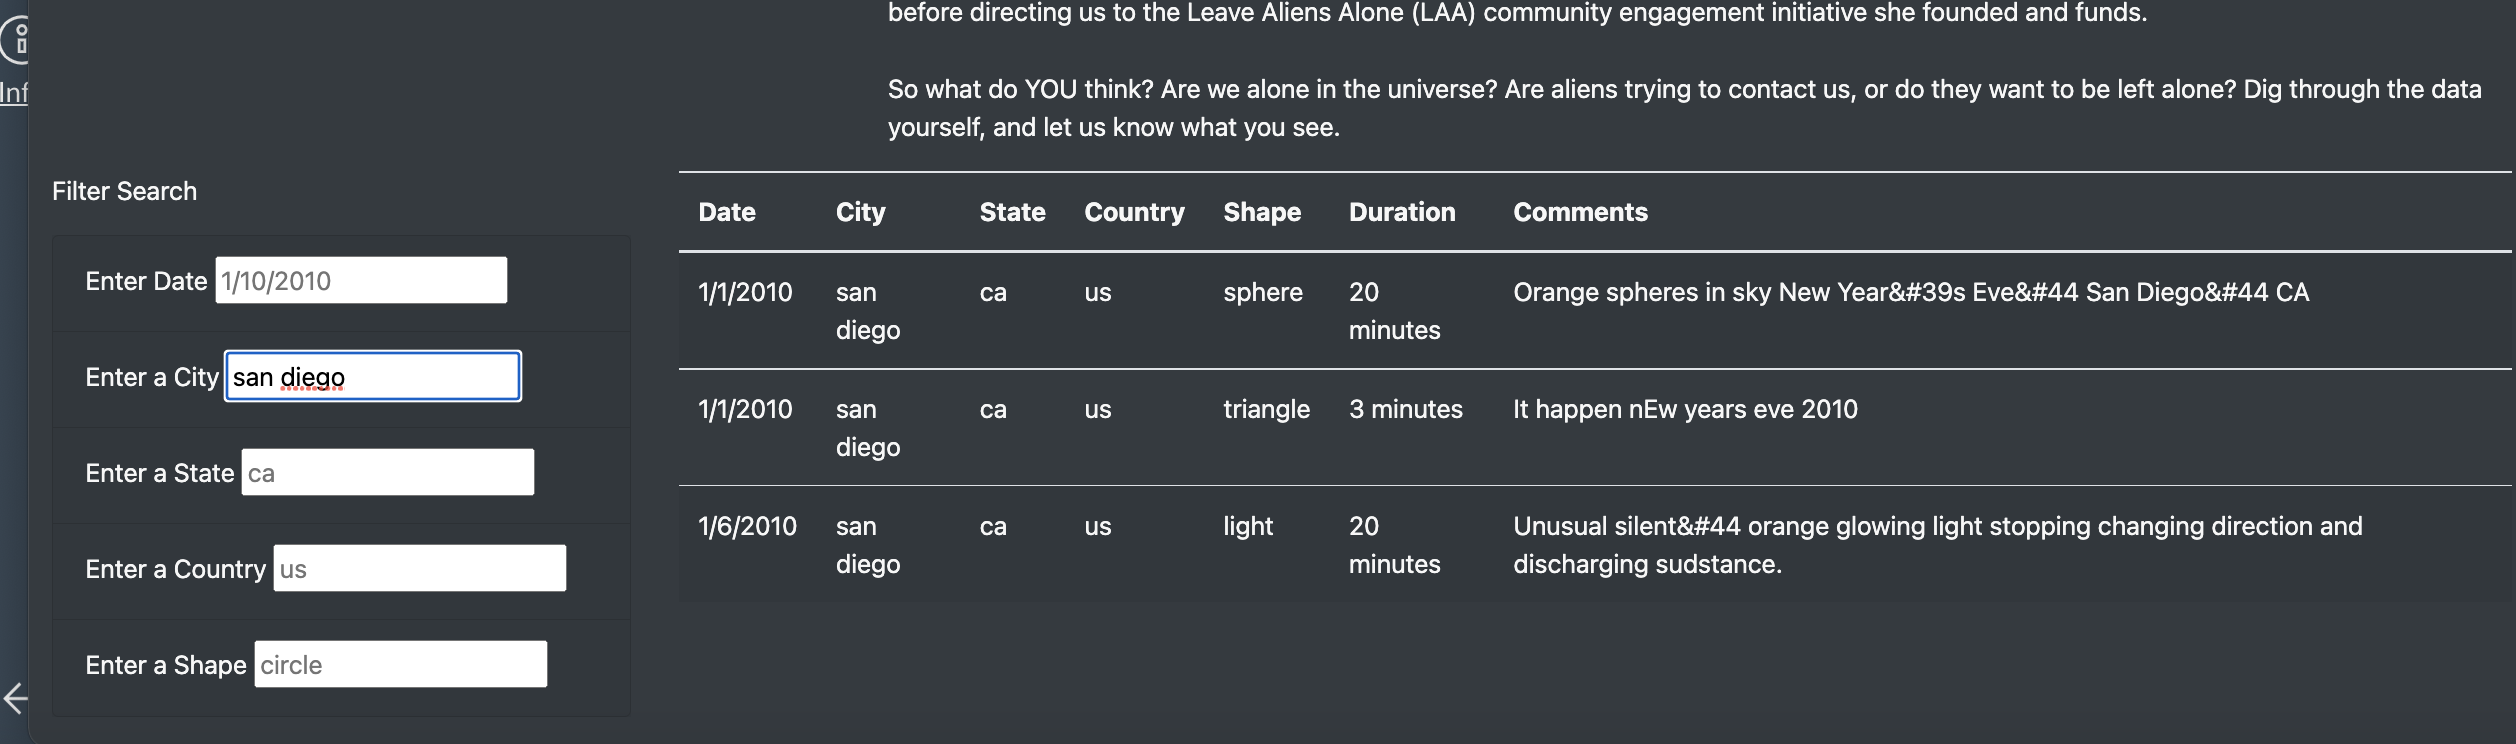 before directing us to the Leave Aliens Alone (LAA) community engagement initiative she founded and funds.
So what do YOU think? Are we alone in the universe? Are aliens trying to contact us, or do they want to be left alone? Dig through the data
yourself, and let us know what you see.
Inf
Filter Search
Enter Date 1/10/2010
Enter a City san diego
Enter a State ca
Enter a Country us
Enter a Shape circle
Date City State Country Shape Duration Comments
1/1/2010 san ca us sphere 20 Orange spheres in sky New Year&#39s Eve&#44 San Diego&#44 CA
diego minutes
1/1/2010 san ca us triangle 3 minutes It happen nEw years eve 2010
diego
1/6/2010 san ca us light 20 Unusual silent&#44 orange glowing light stopping changing direction and
diego minutes discharging sudstance.